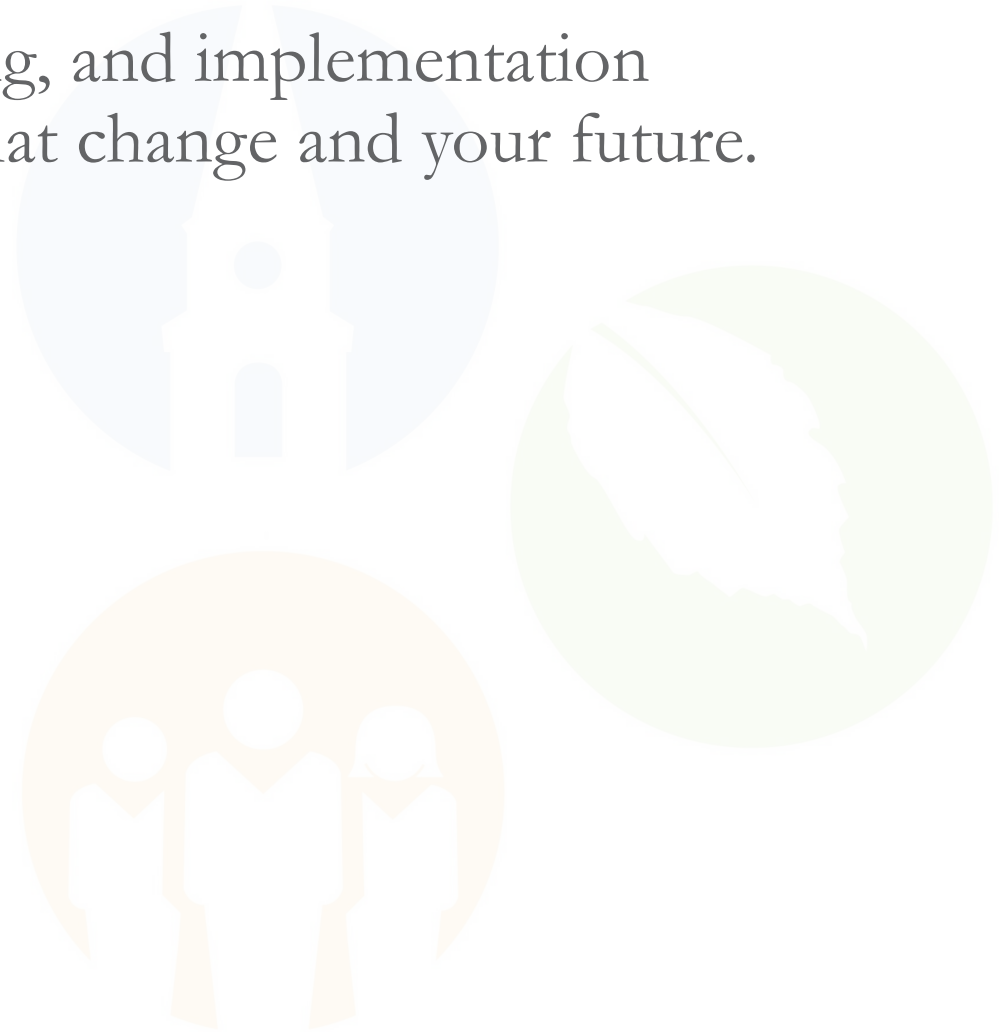 g, and implementation
at change and your future.